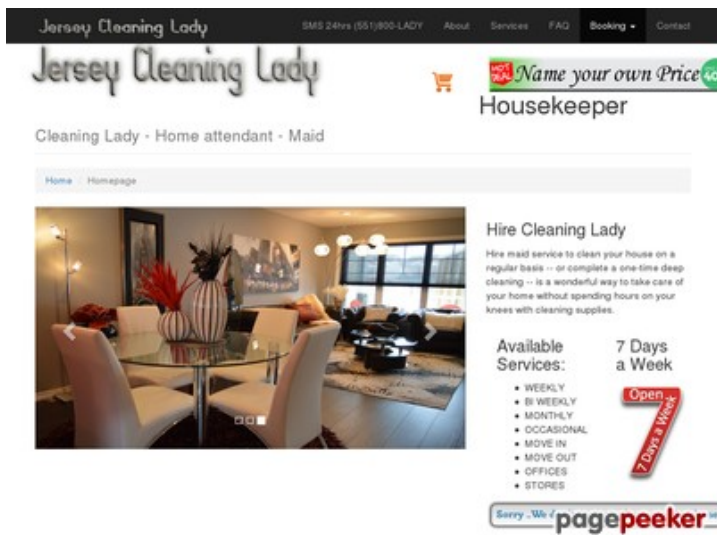 Jersey Cleaning Lady
SMS 24hrs (551)800-LADY About Services FAQ Booking Contact
Jersey Cleaning Lady
HOT DEAL Name your own Price 40
Housekeeper
Cleaning Lady - Home attendant - Maid
Home / Homepage
Hire Cleaning Lady
Hire maid service to clean your house on a
regular basis -- or complete a one-time deep
cleaning -- is a wonderful way to take care of
your home without spending hours on your
knees with cleaning supplies.
Available
Services:
• WEEKLY
• BI WEEKLY
• MONTHLY
• OCCASIONAL
• MOVE IN
• MOVE OUT
• OFFICES
• STORES
7 Days
a Week
Open
7 Days a Week
Sorry ..We
pagepeeker